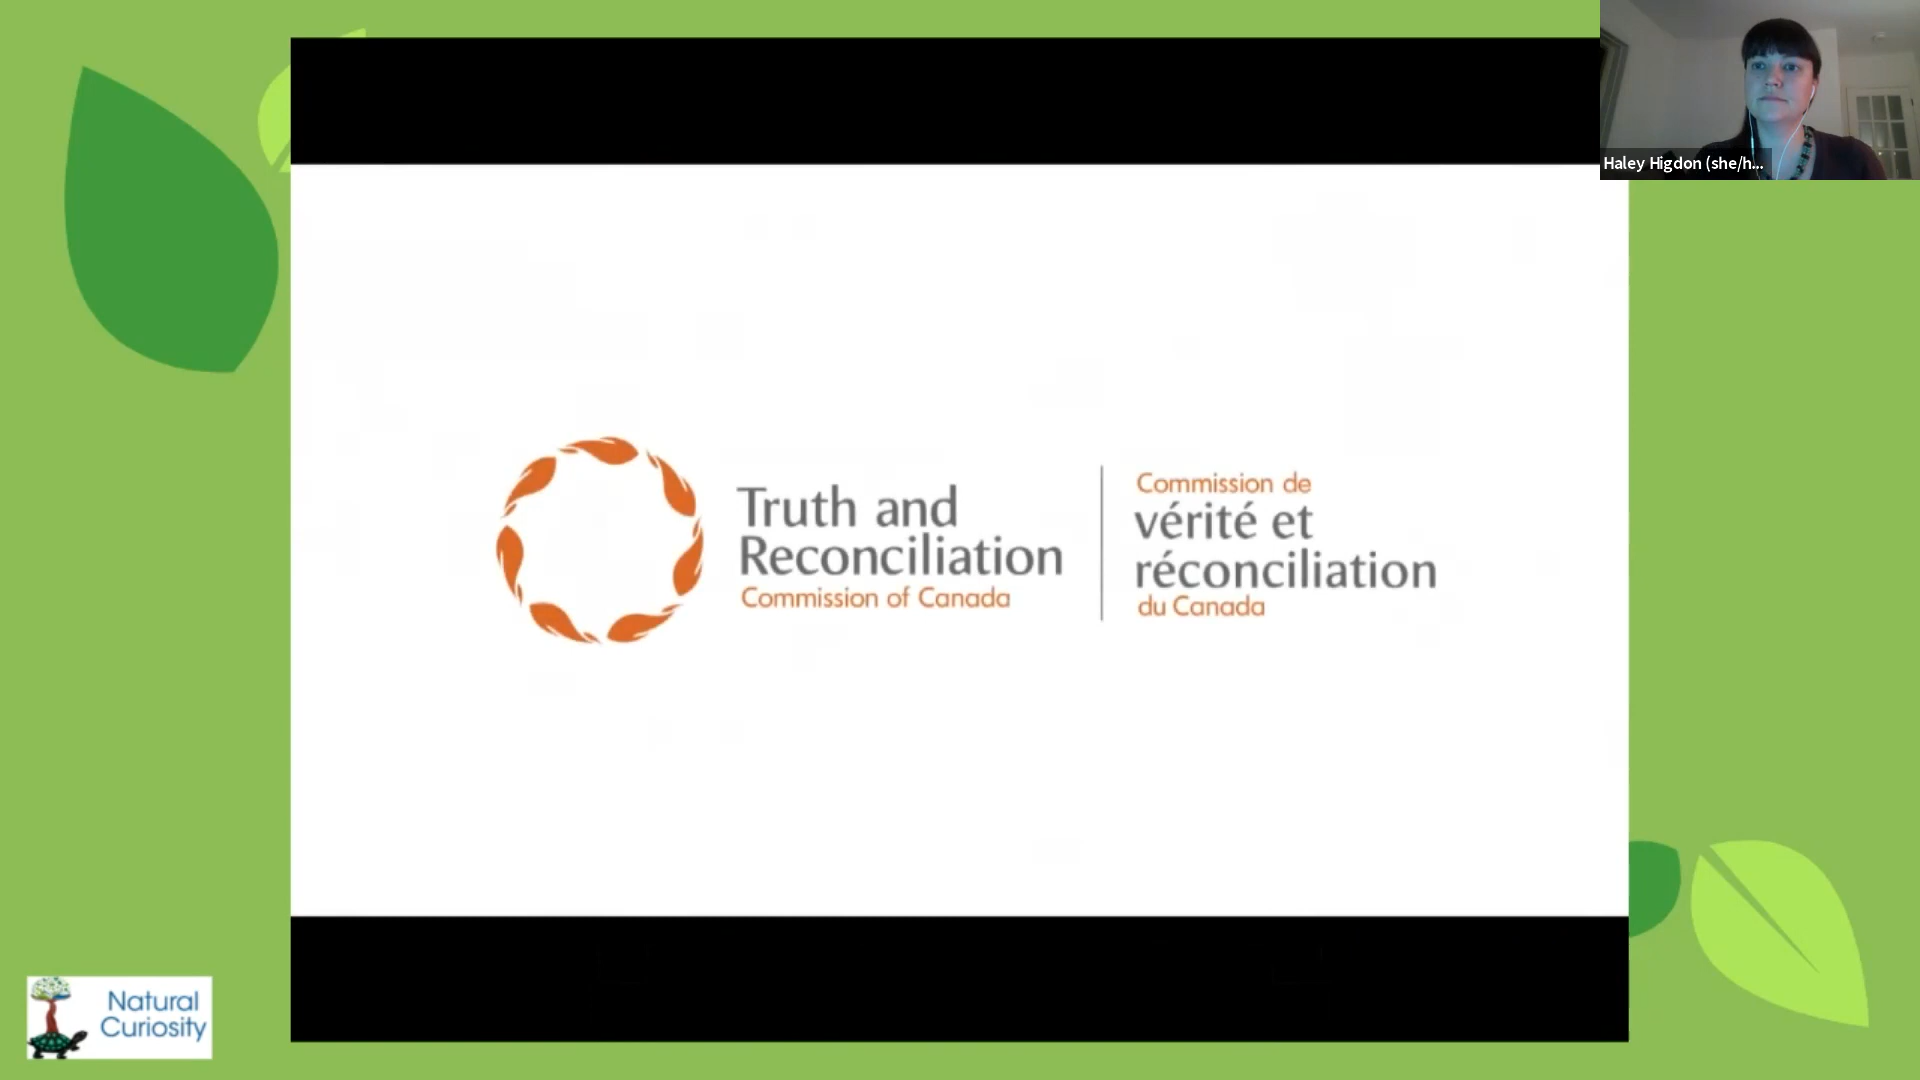 Haley Higdon (she/h...
Truth and
Reconciliation
Commission of Canada
Commission de
vérité et
réconciliation
du Canada
Natural
Curiosity